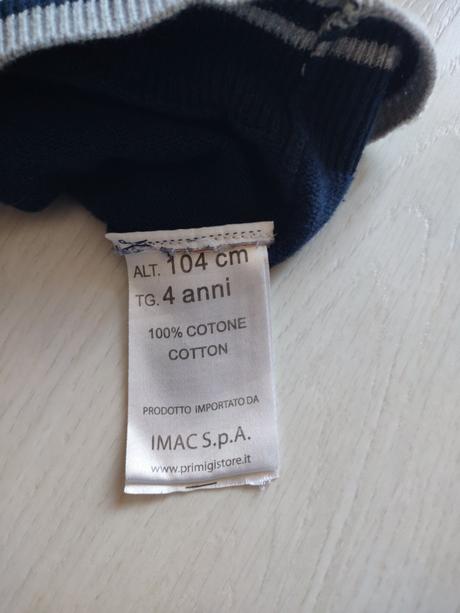 ALT. 104 cm
TG. 4 anni
100% COTONE
COTTON
PRODOTTO IMPORTATO DA
IMAC S.p.A.
www.primigistore.it